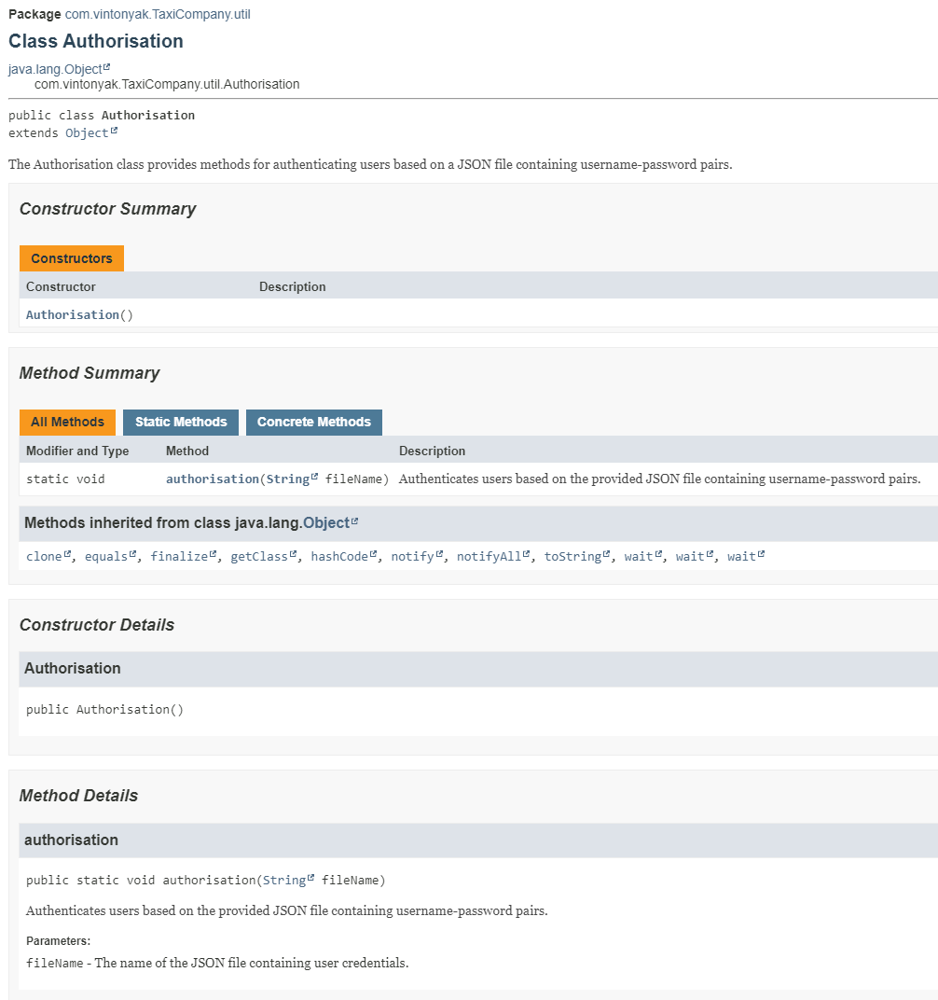 Package com.vintonyak.TaxiCompany.util
Class Authorisation
java.lang.Object
com.vintonyak.TaxiCompany.util.Authorisation
public class Authorisation
extends Object
The Authorisation class provides methods for authenticating users based on a JSON file containing username-password pairs.
Constructor Summary
Constructors
Constructor Description
Authorisation()
Method Summary
All Methods Static Methods Concrete Methods
Modifier and Type Method Description
static void authorisation(String fileName) Authenticates users based on the provided JSON file containing username-password pairs.
Methods inherited from class java.lang.Object
clone, equals, finalize, getClass, hashCode, notify, notifyAll, toString, wait, wait, wait
Constructor Details
Authorisation
public Authorisation()
Method Details
authorisation
public static void authorisation(String fileName)
Authenticates users based on the provided JSON file containing username-password pairs.
Parameters:
fileName - The name of the JSON file containing user credentials.